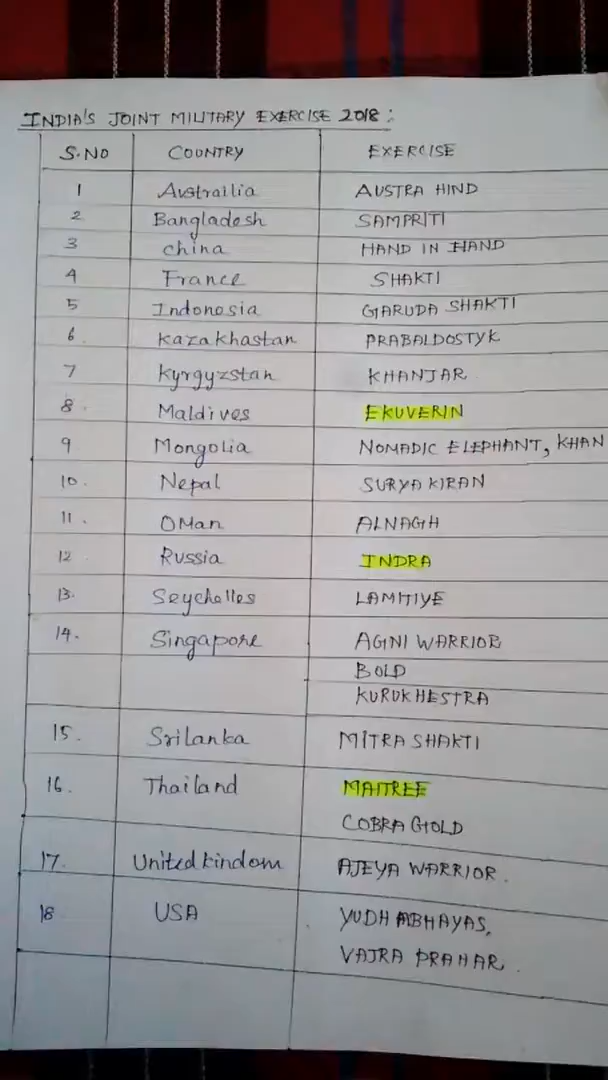 INDIA'S JOINT MILITARY EXERCISE 2018:
S.NO COUNTRY EXERCISE
1 Austrailia AUSTRA HIND
2 Bangladesh SAMPRITI
3 china HAND IN HAND
4 France SHAKTI
5 Indonesia GARUDA SHAKTI
6. Kazakhastan PRABALDOSTYK
7 Kyrgyzstan KHANJAR
8. Maldives EKUVERIN
9 Mongolia NOMADIC ELEPHANT, KHAN
10. Nepal SURYA KIRAN
11. OMan ALNAGH
12 Russia INDRA
13. Seychelles LAMITIYE
14. Singapore AGNI WARRIOR
BOLD
KURUKHESTRA
15. Srilanka MITRA SHAKTI
16. Thailand MAITREE
COBRA GOLD
17. United kindom AJEYA WARRIOR.
18 USA YUDH ABHAYAS,
VAJRA PRAHAR.